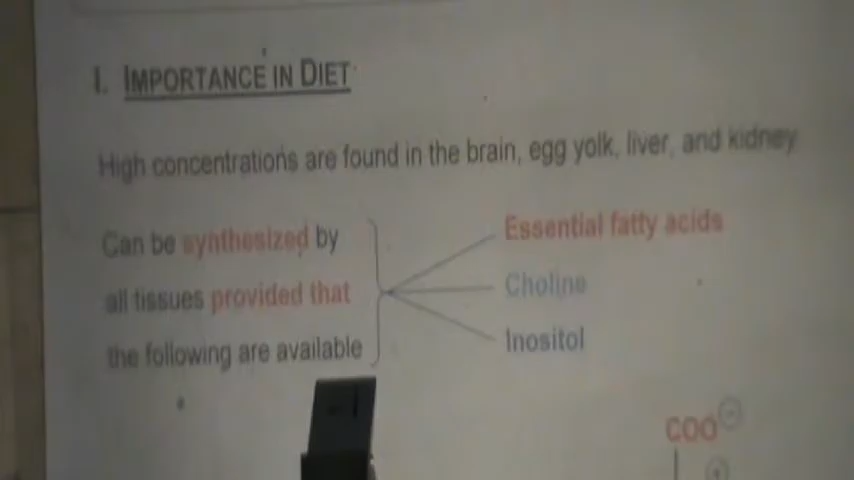 I. IMPORTANCE IN DIET
High concentrations are found in the brain, egg yolk, liver, and kidney
Can be synthesized by
all tissues provided that
the following are available
Essential fatty acids
Choline
Inositol
COO⊖
⊕